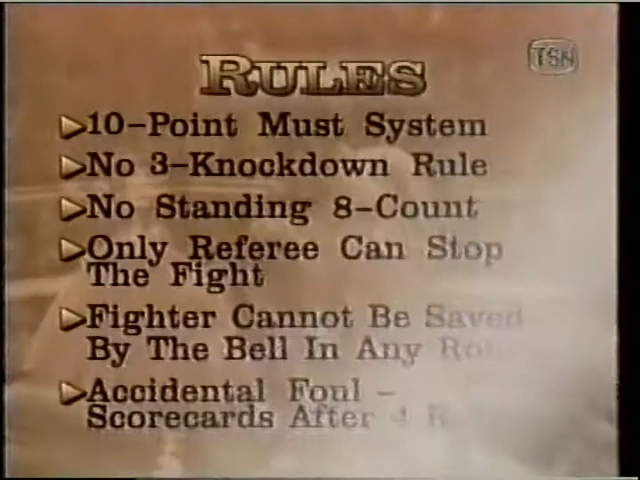 RULES
TSN
10-Point Must System
No 3-Knockdown Rule
No Standing 8-Count
Only Referee Can Stop
The Fight
Fighter Cannot Be Saved
By The Bell In Any
Accidental Foul -
Scorecards After 4